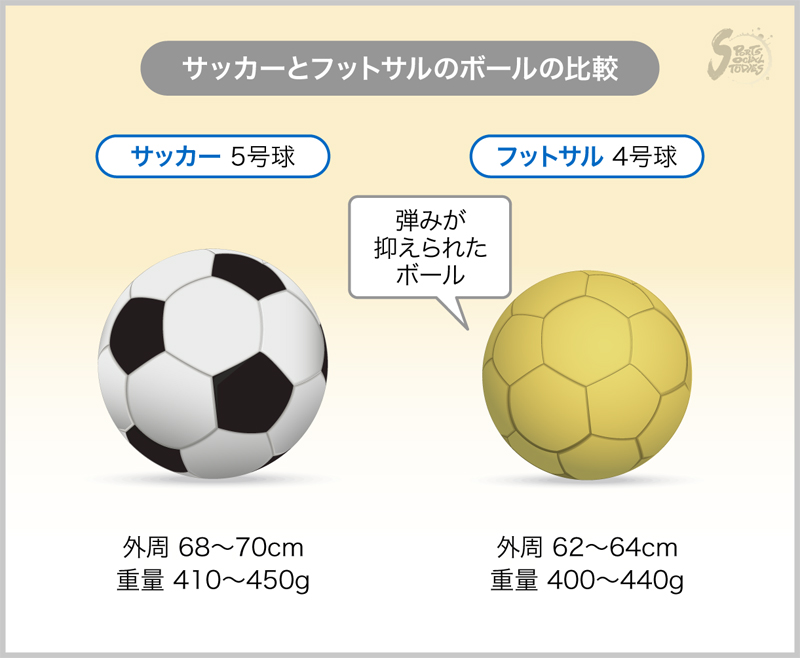 サッカーとフットサルのボールの比較
SPORTS
SOCIAL
STORIES
サッカー 5号球
フットサル 4号球
弾みが
抑えられた
ボール
外周 68〜70cm
重量 410〜450g
外周 62〜64cm
重量 400〜440g